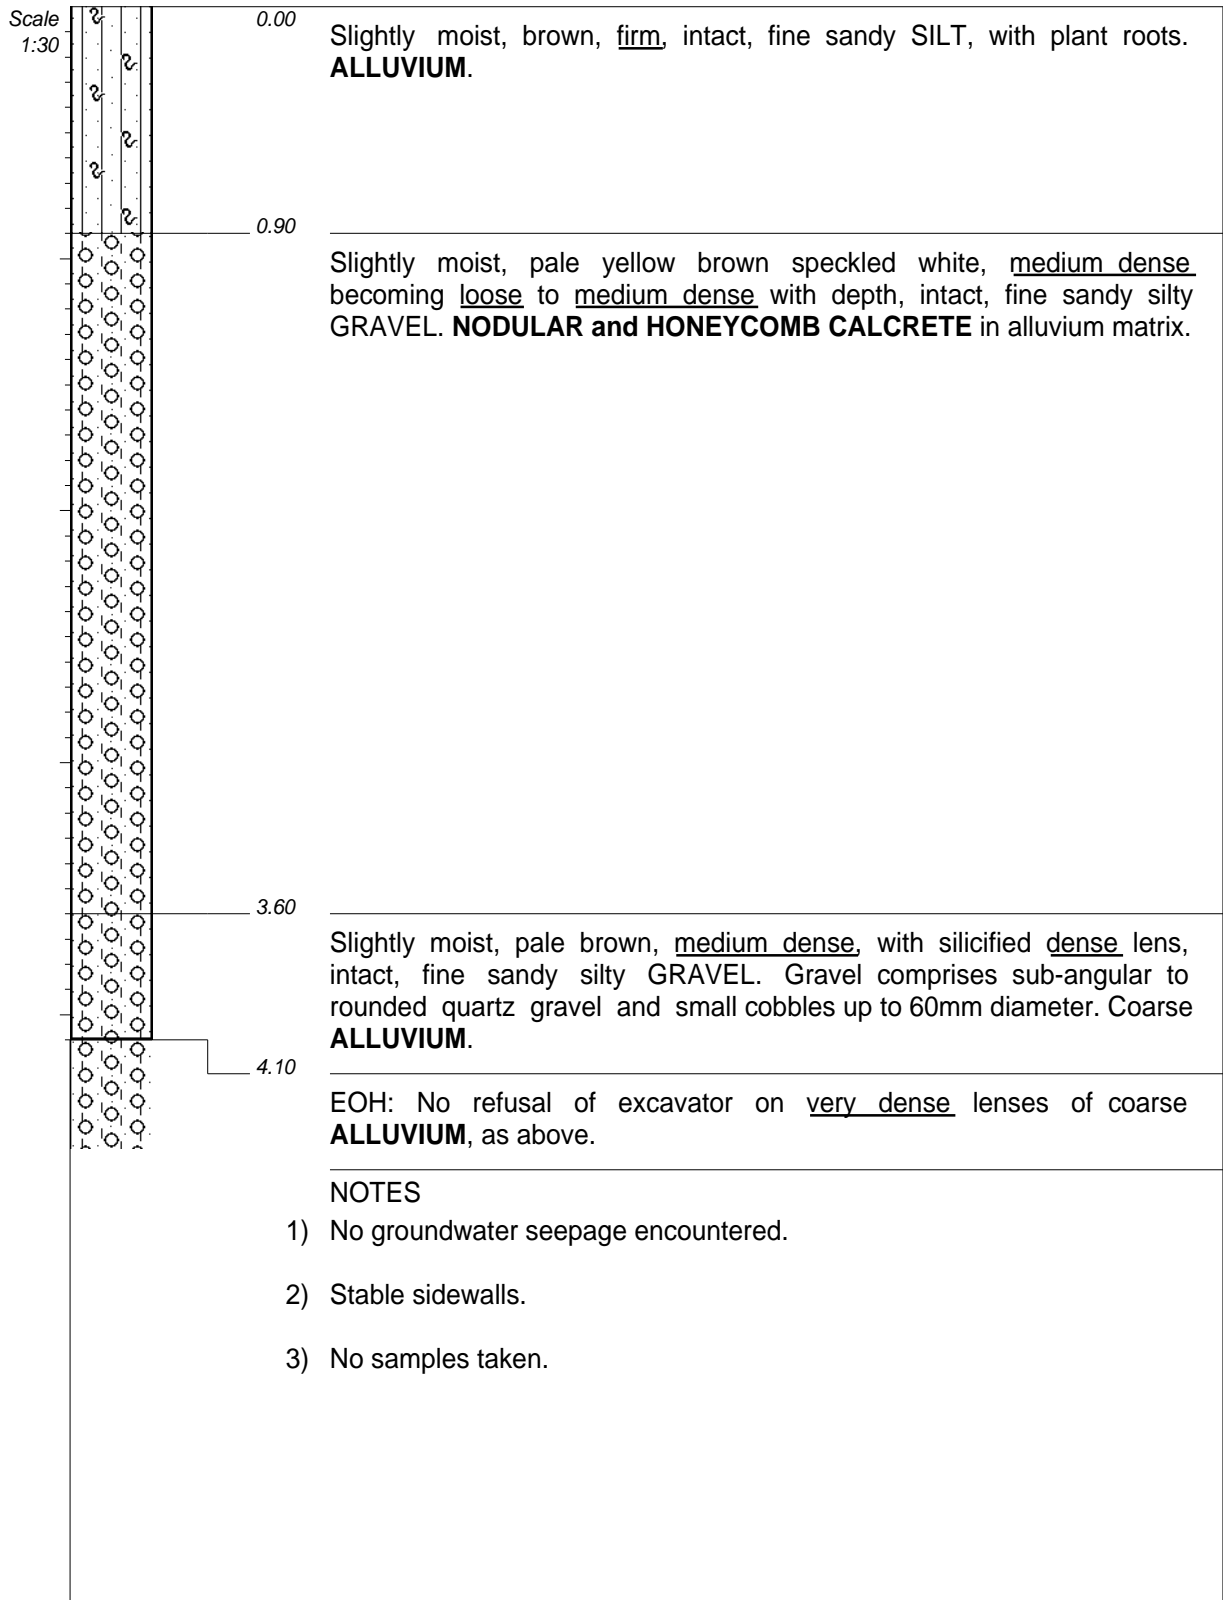 Scale
1:30
0.00
Slightly moist, brown, firm, intact, fine sandy SILT, with plant roots.
ALLUVIUM.
0.90
Slightly moist, pale yellow brown speckled white, medium dense
becoming loose to medium dense with depth, intact, fine sandy silty
GRAVEL. NODULAR and HONEYCOMB CALCRETE in alluvium matrix.
3.60
Slightly moist, pale brown, medium dense, with silicified dense lens,
intact, fine sandy silty GRAVEL. Gravel comprises sub-angular to
rounded quartz gravel and small cobbles up to 60mm diameter. Coarse
ALLUVIUM.
4.10
EOH: No refusal of excavator on very dense lenses of coarse
ALLUVIUM, as above.
NOTES
1) No groundwater seepage encountered.
2) Stable sidewalls.
3) No samples taken.